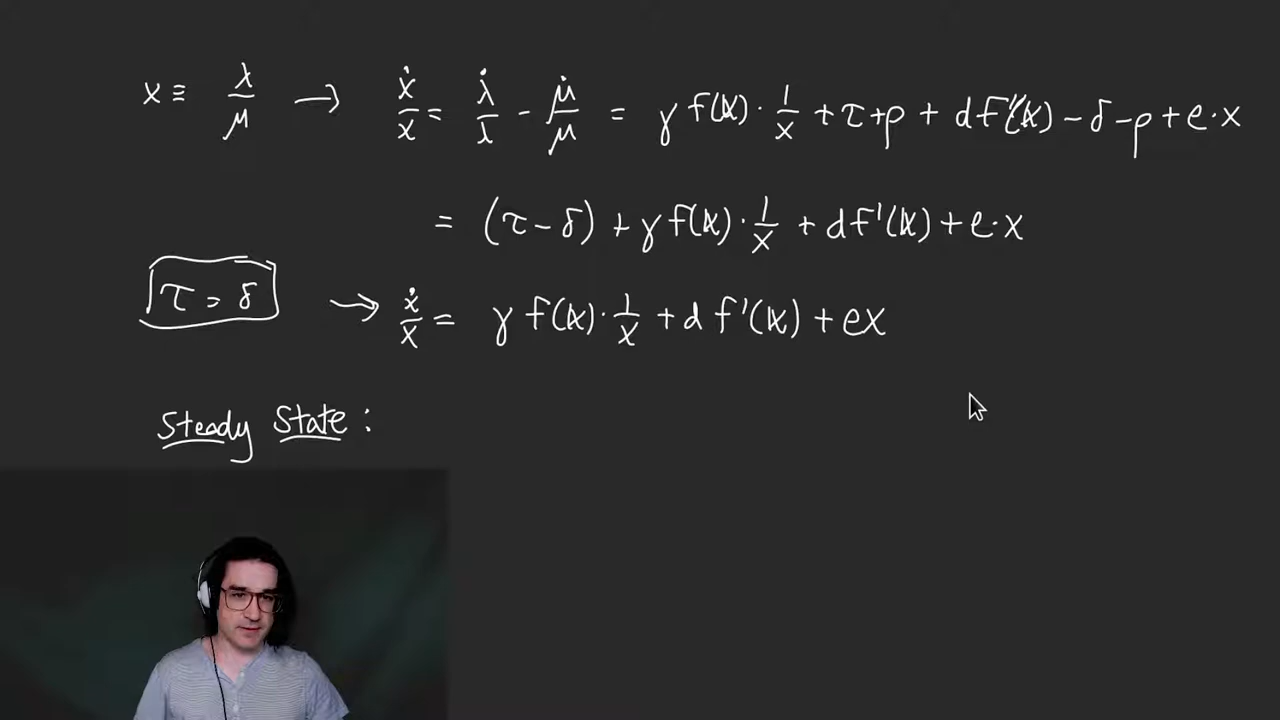 x ≡ λ/μ → ẋ/x = λ̇/λ - μ̇/μ = γ f(k) · 1/x + τ + ρ + d f'(k) - δ - ρ + e · x
= (τ - δ) + γ f(k) · 1/x + d f'(k) + e · x
τ = δ → ẋ/x = γ f(k) · 1/x + d f'(k) + ex
Steady State :